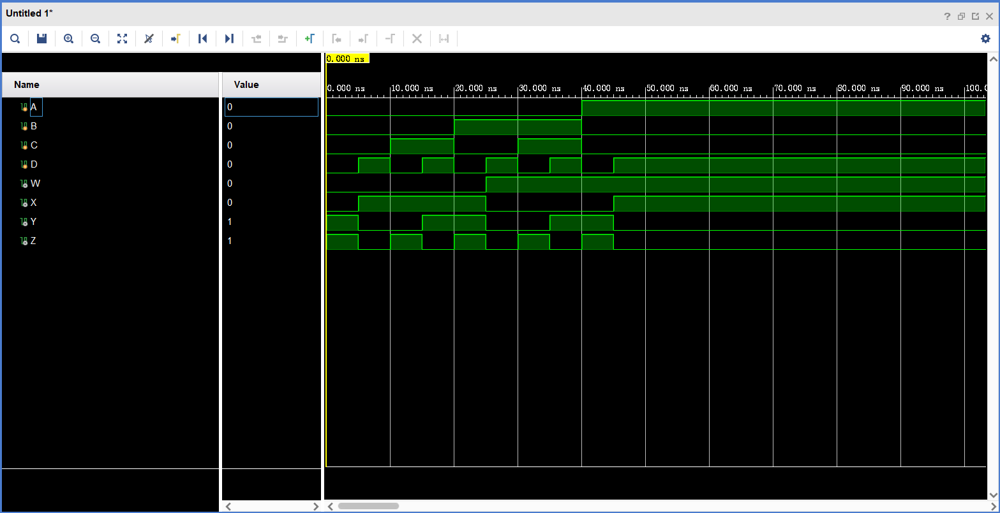 Untitled 1*
?
0.000 ns
Name Value
0.000 ns 10.000 ns 20.000 ns 30.000 ns 40.000 ns 50.000 ns 60.000 ns 70.000 ns 80.000 ns 90.000 ns 100.0
A 0
B 0
C 0
D 0
W 0
X 0
Y 1
Z 1